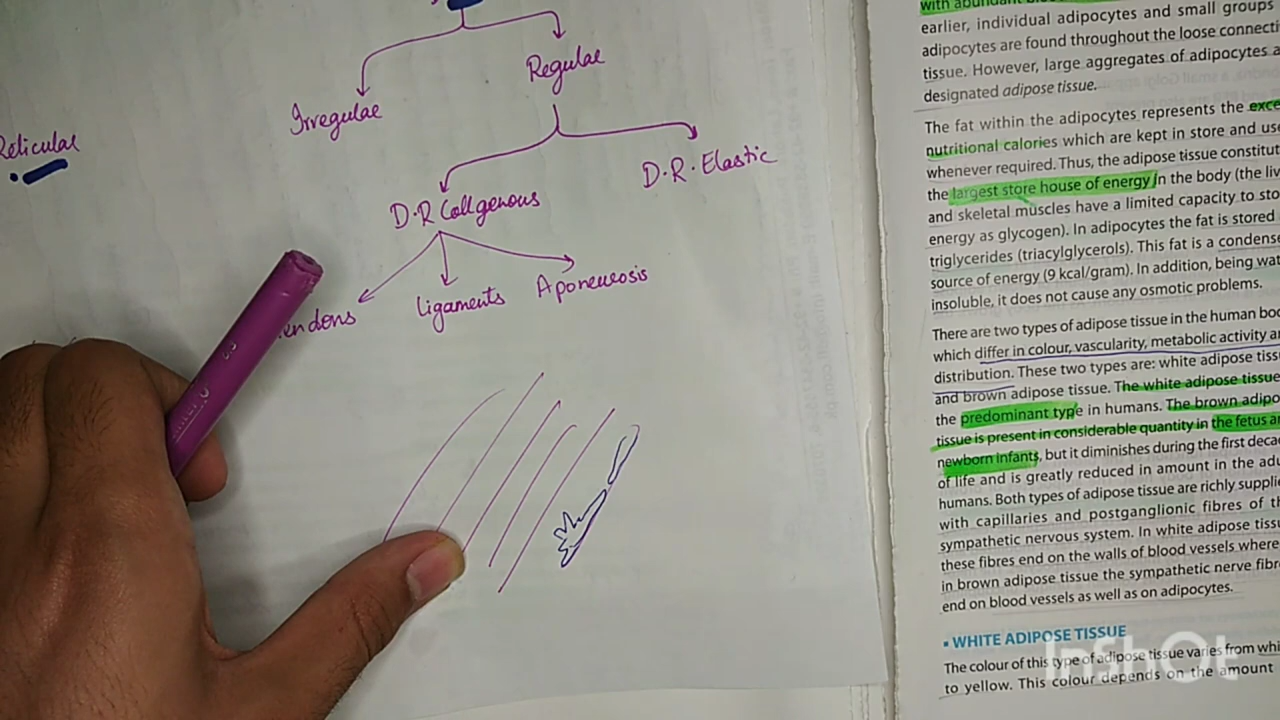 Reticular
Irregulae
Regulae
D.R Collgenous
D.R.Elastic
endons
Ligaments
Aponeueosis
with abundant
earlier, individual adipocytes and small groups
adipocytes are found throughout the loose connecti
tissue. However, large aggregates of adipocytes a
designated adipose tissue.
The fat within the adipocytes represents the exce
nutritional calories which are kept in store and use
whenever required. Thus, the adipose tissue constitut
the largest store house of energy in the body (the liv
and skeletal muscles have a limited capacity to sto
energy as glycogen). In adipocytes the fat is stored
triglycerides (triacylglycerols). This fat is a condense
source of energy (9 kcal/gram). In addition, being wat
insoluble, it does not cause any osmotic problems.
There are two types of adipose tissue in the human bod
which differ in colour, vascularity, metabolic activity a
distribution. These two types are: white adipose tiss
and brown adipose tissue. The white adipose tissue
the predominant type in humans. The brown adipo
tissue is present in considerable quantity in the fetus a
newborn infants, but it diminishes during the first deca
of life and is greatly reduced in amount in the adu
humans. Both types of adipose tissue are richly supplie
with capillaries and postganglionic fibres of th
sympathetic nervous system. In white adipose tissu
these fibres end on the walls of blood vessels where
in brown adipose tissue the sympathetic nerve fibre
end on blood vessels as well as on adipocytes.
▪ WHITE ADIPOSE TISSUE
The colour of this type of adipose tissue varies from whi
to yellow. This colour depends on the amount
InShOt